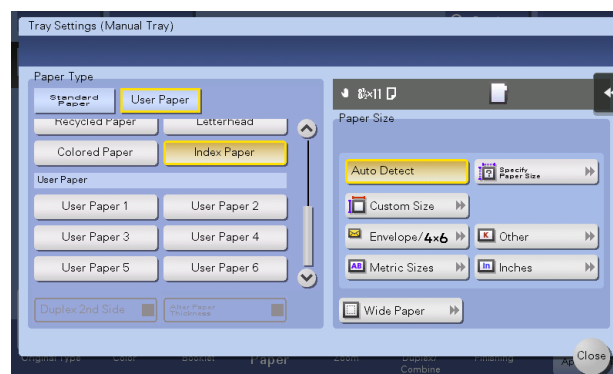 Tray Settings (Manual Tray)
Paper Type
Standard Paper
User Paper
8½×11
Recycled Paper
Letterhead
Paper Size
Colored Paper
Index Paper
Auto Detect
Specify Paper Size
User Paper
User Paper 1
User Paper 2
Custom Size
User Paper 3
User Paper 4
Envelope/4×6
Other
User Paper 5
User Paper 6
Metric Sizes
Inches
Duplex 2nd Side
Wide Paper
Original Type
Color
Booklet
Paper
Zoom
Duplex/
Combine
Finishing
Close